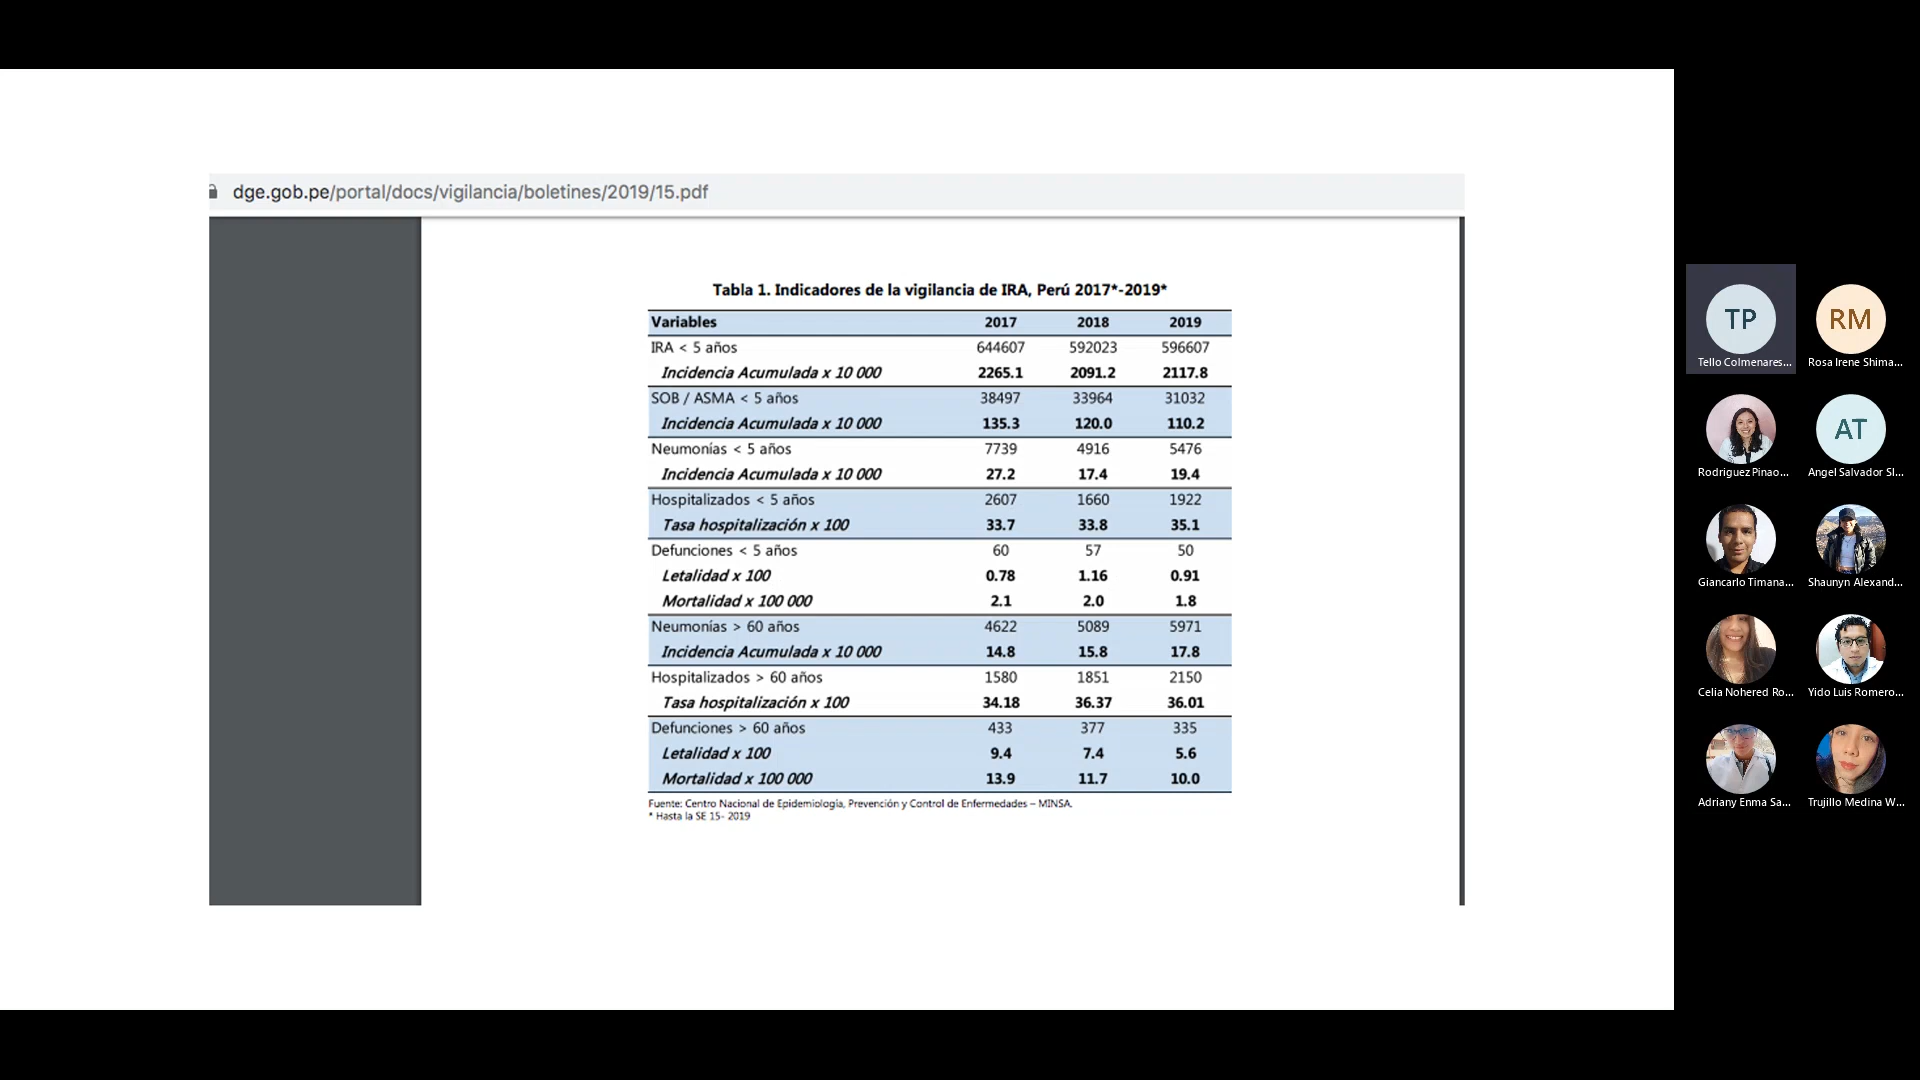 dge.gob.pe/portal/docs/vigilancia/boletines/2019/15.pdf
Tabla 1. Indicadores de la vigilancia de IRA, Perú 2017*-2019*
Variables 2017 2018 2019
IRA < 5 años 644607 592023 596607
Incidencia Acumulada x 10 000 2265.1 2091.2 2117.8
SOB / ASMA < 5 años 38497 33964 31032
Incidencia Acumulada x 10 000 135.3 120.0 110.2
Neumonías < 5 años 7739 4916 5476
Incidencia Acumulada x 10 000 27.2 17.4 19.4
Hospitalizados < 5 años 2607 1660 1922
Tasa hospitalización x 100 33.7 33.8 35.1
Defunciones < 5 años 60 57 50
Letalidad x 100 0.78 1.16 0.91
Mortalidad x 100 000 2.1 2.0 1.8
Neumonías > 60 años 4622 5089 5971
Incidencia Acumulada x 10 000 14.8 15.8 17.8
Hospitalizados > 60 años 1580 1851 2150
Tasa hospitalización x 100 34.18 36.37 36.01
Defunciones > 60 años 433 377 335
Letalidad x 100 9.4 7.4 5.6
Mortalidad x 100 000 13.9 11.7 10.0
Fuente: Centro Nacional de Epidemiología, Prevención y Control de Enfermedades – MINSA.
* Hasta la SE 15- 2019
TP RM
Tello Colmenares... Rosa Irene Shima...
AT
Rodriguez Pinao... Angel Salvador Sl...
Giancarlo Timana... Shaunyn Alexand...
Celia Nohered Ro... Yido Luis Romero...
Adriany Enma Sa... Trujillo Medina W...